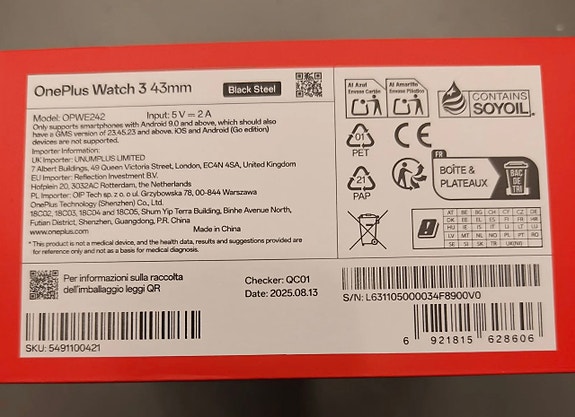 OnePlus Watch 3 43mm
Black Steel
Model: OPWE242 Input: 5 V ⎓ 2 A
Only supports smartphones with Android 9.0 and above, which should also
have a GMS version of 23.45.23 and above. iOS and Android (Go edition)
devices are not supported.
Importer Information:
UK Importer: UNUMPLUS LIMITED
7 Albert Buildings, 49 Queen Victoria Street, London, EC4N 4SA, United Kingdom
EU Importer: Reflection Investment B.V.
Hofplein 20, 3032AC Rotterdam, the Netherlands
PL Importer: OIP Tech sp. z o. o ul. Grzybowska 78, 00-844 Warszawa
OnePlus Technology (Shenzhen) Co., Ltd.
18C02, 18C03, 18C04 and 18C05, Shum Yip Terra Building, Binhe Avenue North,
Futian District, Shenzhen, Guangdong, P.R. China
www.oneplus.com Made in China
* This product is not a medical device, and the health data, results and suggestions provided are
for reference only and not as a basis for medical diagnosis.
Al Azul
Envase Cartón
Al Amarillo
Envase Plástico
CONTAINS
SOYOIL
01
PET
CE
21
PAP
FR
BOÎTE &
PLATEAUX
BAC
DE
TRI
AT BE BG CH CY CZ DE
DK EE EL ES FI FR HR
HU IE IS IT LI LT LU
LV MT NL NO PL PT RO
SE SI SK TR UK(NI)
Per informazioni sulla raccolta
dell'imballaggio leggi QR
Checker: QC01
Date: 2025.08.13
S/N: L631105000034F8900V0
SKU: 5491100421
6 921815 628606